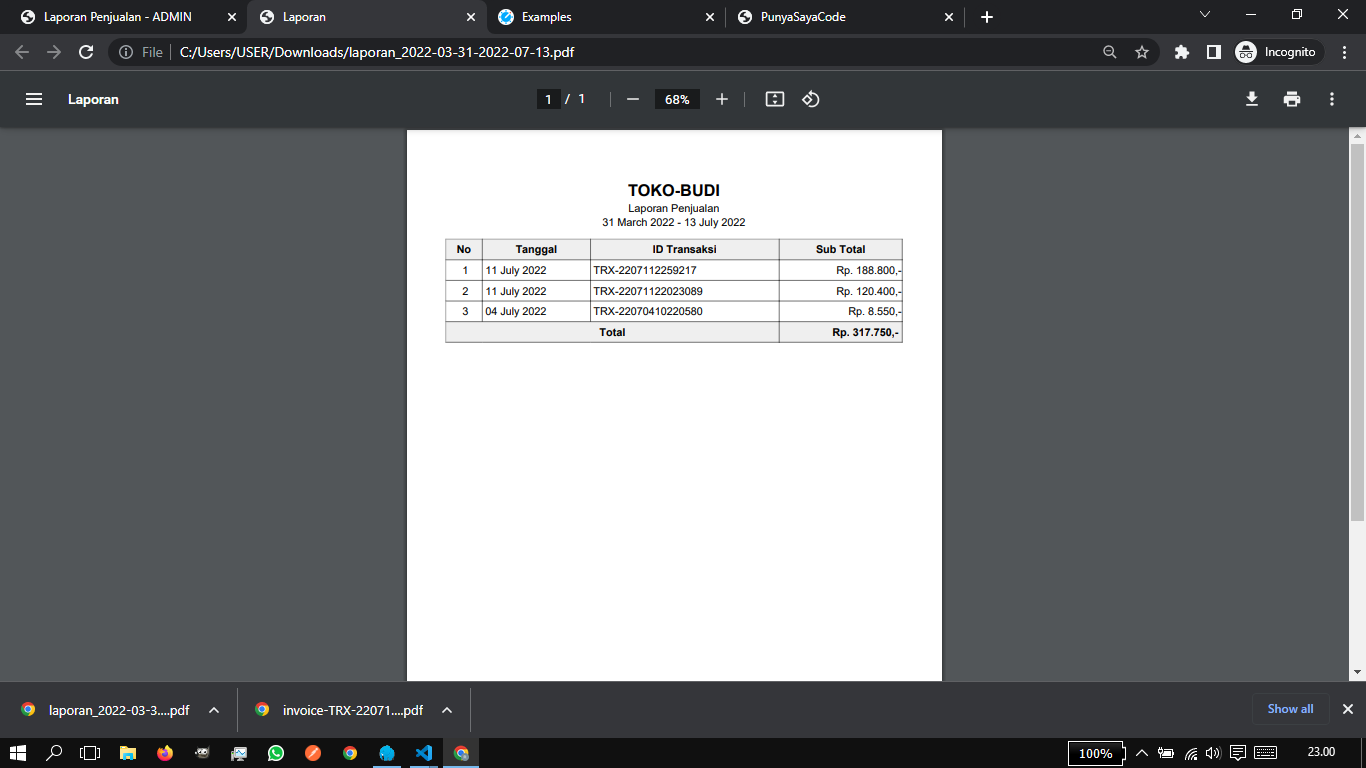 Laporan Penjualan - ADMIN
Laporan
Examples
PunyaSayaCode
File
C:/Users/USER/Downloads/laporan_2022-03-31-2022-07-13.pdf
Incognito
Laporan
1 / 1
68%
TOKO-BUDI
Laporan Penjualan
31 March 2022 - 13 July 2022
No Tanggal ID Transaksi Sub Total
1 11 July 2022 TRX-2207112259217 Rp. 188.800,-
2 11 July 2022 TRX-22071122023089 Rp. 120.400,-
3 04 July 2022 TRX-22070410220580 Rp. 8.550,-
Total Rp. 317.750,-
laporan_2022-03-3....pdf
invoice-TRX-22071....pdf
Show all
100%
23.00